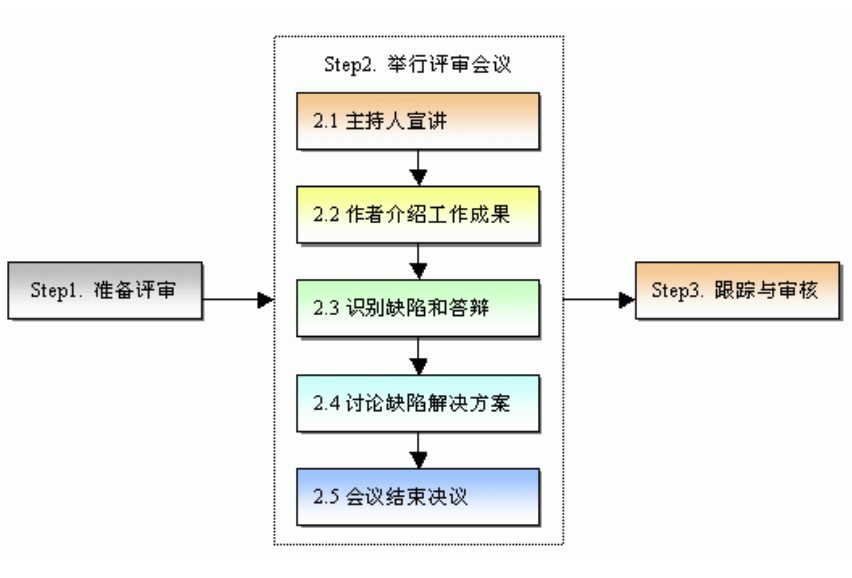 Step1. 准备评审
Step2. 举行评审会议
2.1 主持人宣讲
2.2 作者介绍工作成果
2.3 识别缺陷和答辩
2.4 讨论缺陷解决方案
2.5 会议结束决议
Step3. 跟踪与审核